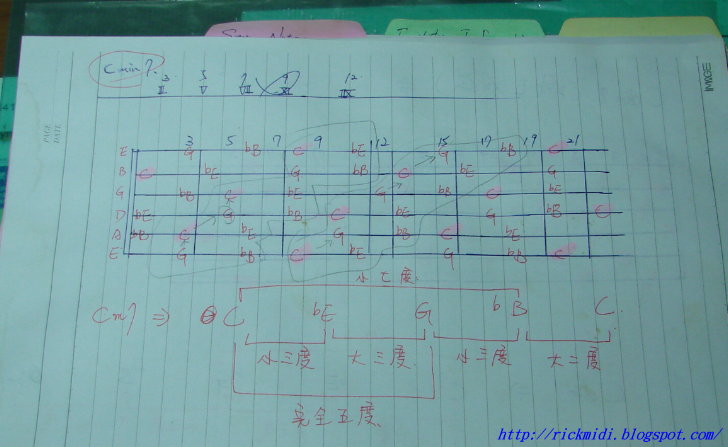 IMAGE
PAGE
DATE
Cmin7.
3 5 7 9 12
III V VII IX XII
3 5 7 9 12 15 17 19 21
E G bB C bE G bB C
B C bE G bB C bE G
G bB C bE G bB C bE
D bE G bB C bE G bB C
A bB C bE G bB C bE
E G bB C bE G bB C
小七度
Cm7 ⇒ C bE G bB C
小三度 大三度 小三度 大二度
完全五度
http://rickmidi.blogspot.com/